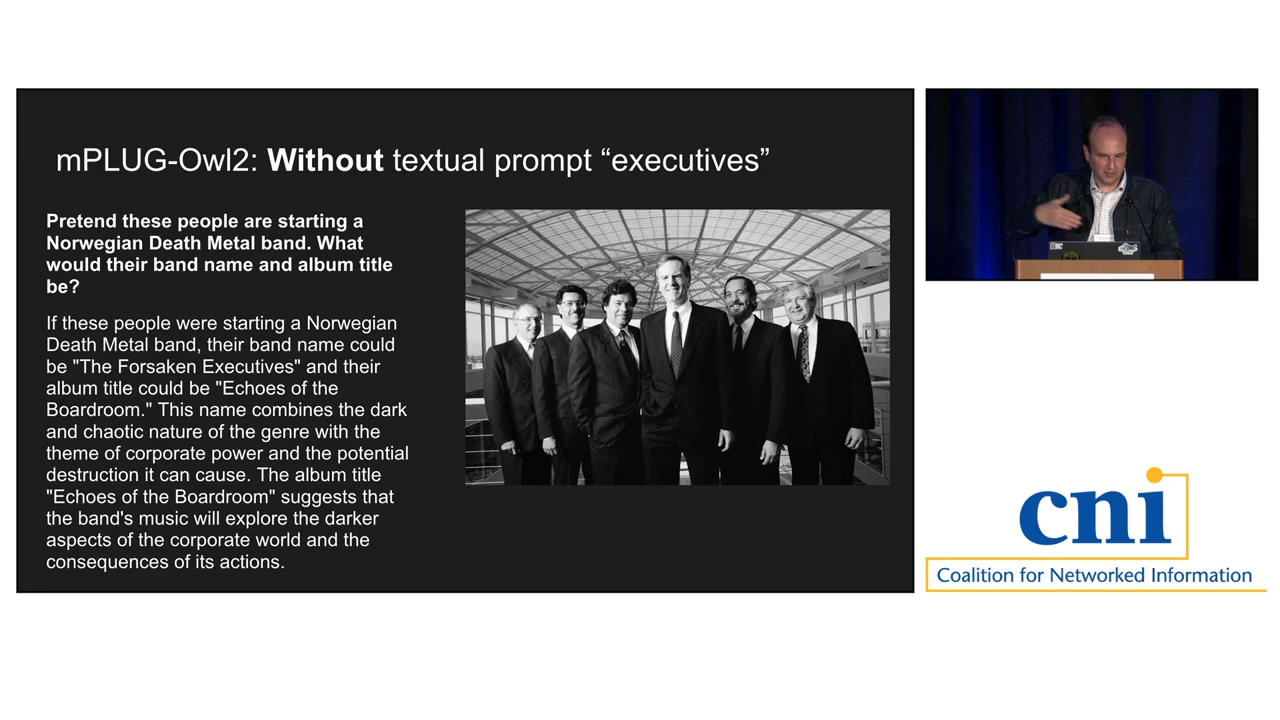 mPLUG-Owl2: Without textual prompt “executives”
Pretend these people are starting a
Norwegian Death Metal band. What
would their band name and album title
be?
If these people were starting a Norwegian
Death Metal band, their band name could
be "The Forsaken Executives" and their
album title could be "Echoes of the
Boardroom." This name combines the dark
and chaotic nature of the genre with the
theme of corporate power and the potential
destruction it can cause. The album title
"Echoes of the Boardroom" suggests that
the band's music will explore the darker
aspects of the corporate world and the
consequences of its actions.
cni
Coalition for Networked Information